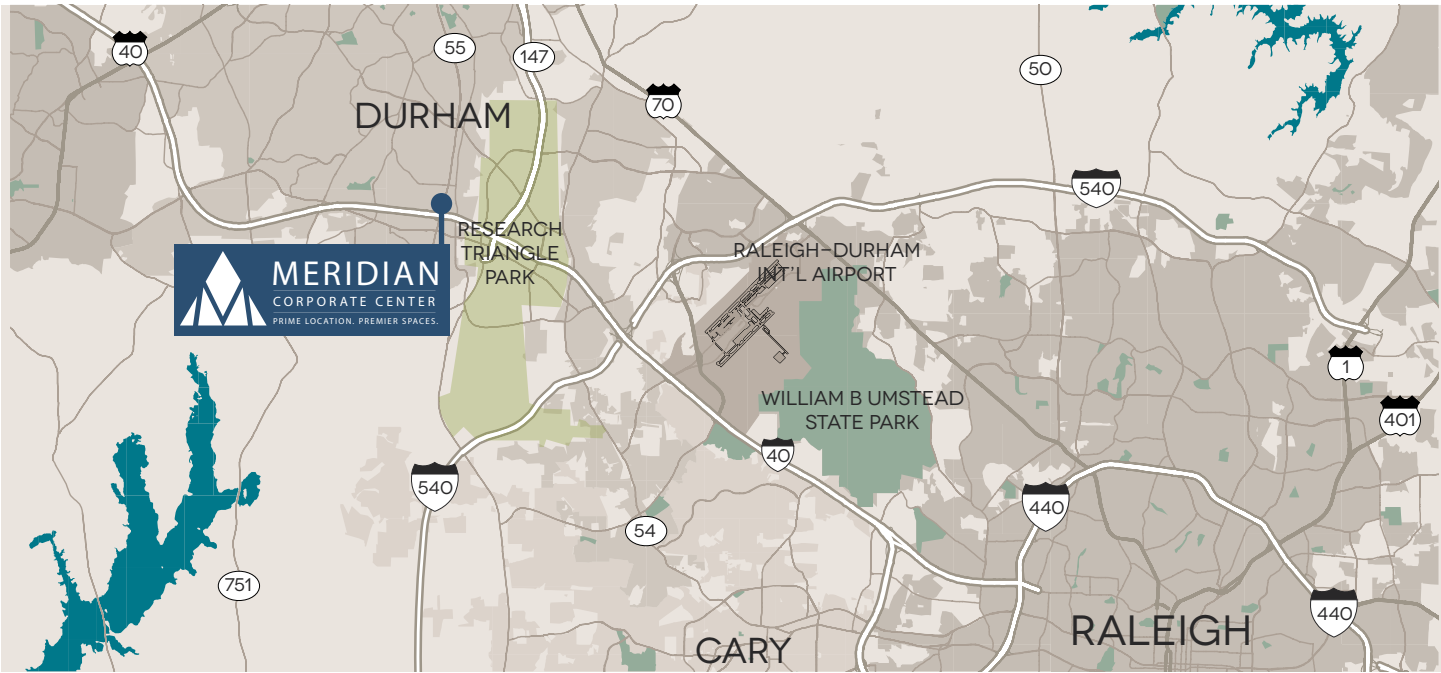 40
55
147
50
70
DURHAM
540
RESEARCH
TRIANGLE
PARK
RALEIGH-DURHAM
INT'L AIRPORT
MERIDIAN
CORPORATE CENTER
PRIME LOCATION. PREMIER SPACES.
1
WILLIAM B UMSTEAD
STATE PARK
401
40
540
440
54
751
440
RALEIGH
CARY